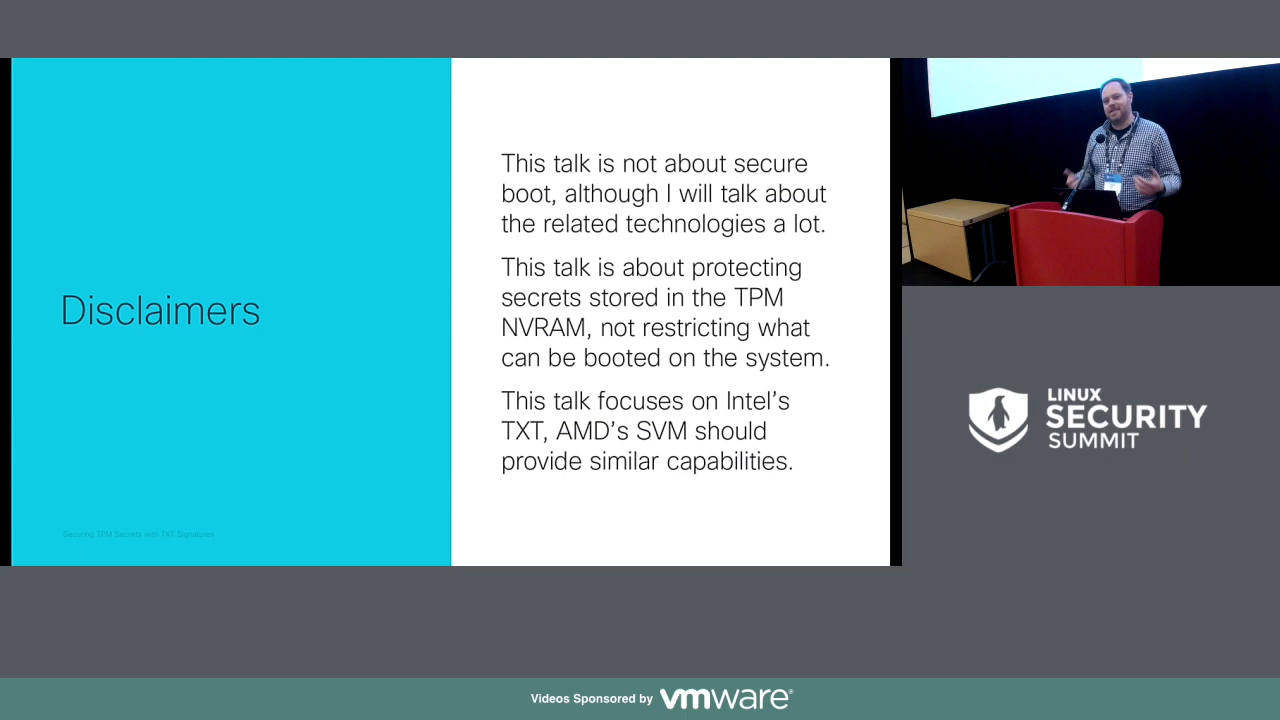 Disclaimers
Securing TPM Secrets with TXT Signatures
This talk is not about secure
boot, although I will talk about
the related technologies a lot.
This talk is about protecting
secrets stored in the TPM
NVRAM, not restricting what
can be booted on the system.
This talk focuses on Intel’s
TXT, AMD’s SVM should
provide similar capabilities.
LINUX
SECURITY
SUMMIT
Videos Sponsored by vmware®